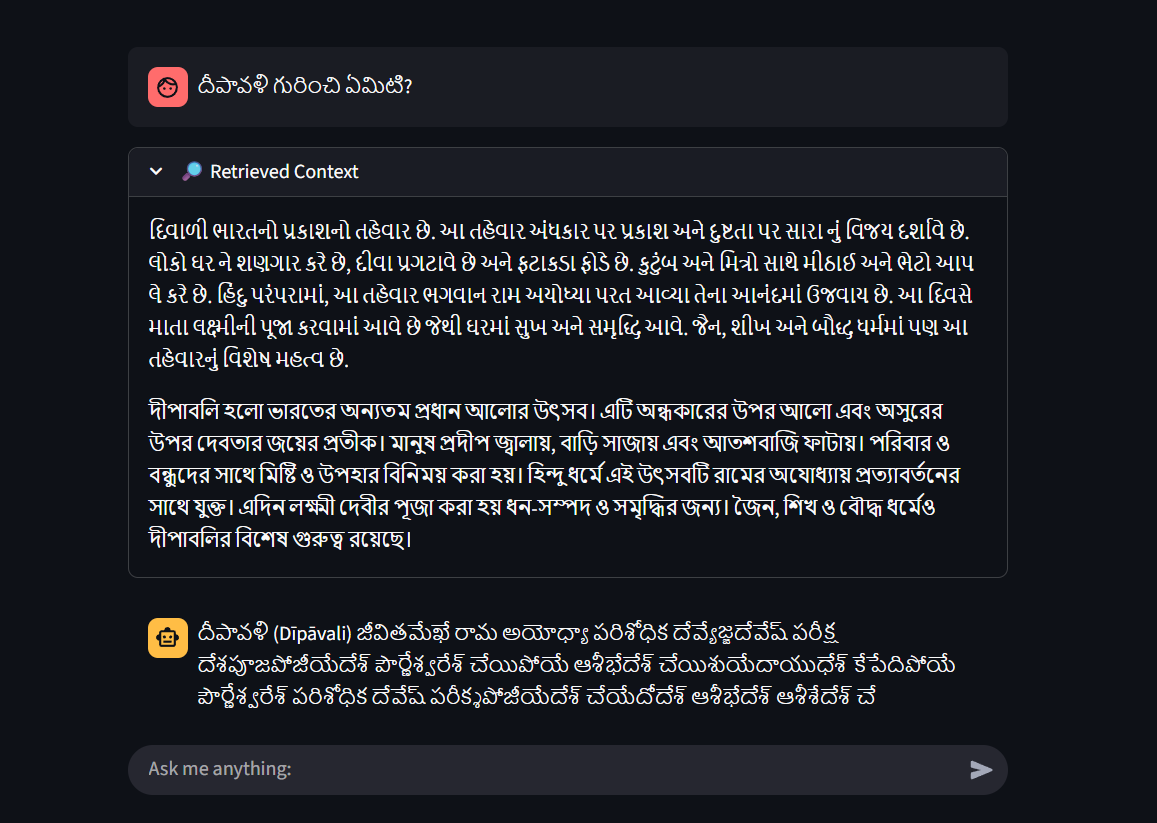 దీపావళి గురించి ఏమిటి?
Retrieved Context
દિવાળી ભારતનો પ્રકાશનો તહેવાર છે. આ તહેવાર અંધકાર પર પ્રકાશ અને દુષ્ટતા પર સારા નું વિજય દર્શાવે છે.
લોકો ઘર ને શણગાર કરે છે, દીવા પ્રગટાવે છે અને ફટાકડા ફોડે છે. કુટુંબ અને મિત્રો સાથે મીઠાઈ અને ભેટો આપ
લે કરે છે. હિંદુ પરંપરામાં, આ તહેવાર ભગવાન રામ અયોધ્યા પરત આવ્યા તેના આનંદમાં ઉજવાય છે. આ દિવસે
માતા લક્ષ્મીની પૂજા કરવામાં આવે છે જેથી ઘરમાં સુખ અને સમૃદ્ધિ આવે. જૈન, શીખ અને બૌદ્ધ ધર્મમાં પણ આ
તહેવારનું વિશેષ મહત્વ છે.
দীপাবলি হলো ভারতের অন্যতম প্রধান আলোর উৎসব। এটি অন্ধকারের উপর আলো এবং অসুরের
উপর দেবতার জয়ের প্রতীক। মানুষ প্রদীপ জ্বালায়, বাড়ি সাজায় এবং আতশবাজি ফাটায়। পরিবার ও
বন্ধুদের সাথে মিষ্টি ও উপহার বিনিময় করা হয়। হিন্দু ধর্মে এই উৎসবটি রামের অযোধ্যায় প্রত্যাবর্তনের
সাথে যুক্ত। এদিন লক্ষ্মী দেবীর পূজা করা হয় ধন-সম্পদ ও সমৃদ্ধির জন্য। জৈন, শিখ ও বৌদ্ধ ধর্মেও
দীপাবলির বিশেষ গুরুত্ব রয়েছে।
దీపావళి (Dīpāvali) జీవితమేఖే రామ అయోధ్యా పరిశోధిక దేవ్యేజ్ఞదేవేష్ పరీక్ష
దేశపూజపోజీయేదేశ్ పౌర్ణేశ్వరేశ్ చేయిపోయే ఆశీభేదేశ్ చేయిశుయేదాయుధేశ్ కేపేదిపోయే
పౌర్ణేశ్వరేశ్ పరిశోధిక దేవేష్ చేయేదోదేశ్ ఆశీభేదేశ్ ఆశీశేదేశ్ చే
Ask me anything: